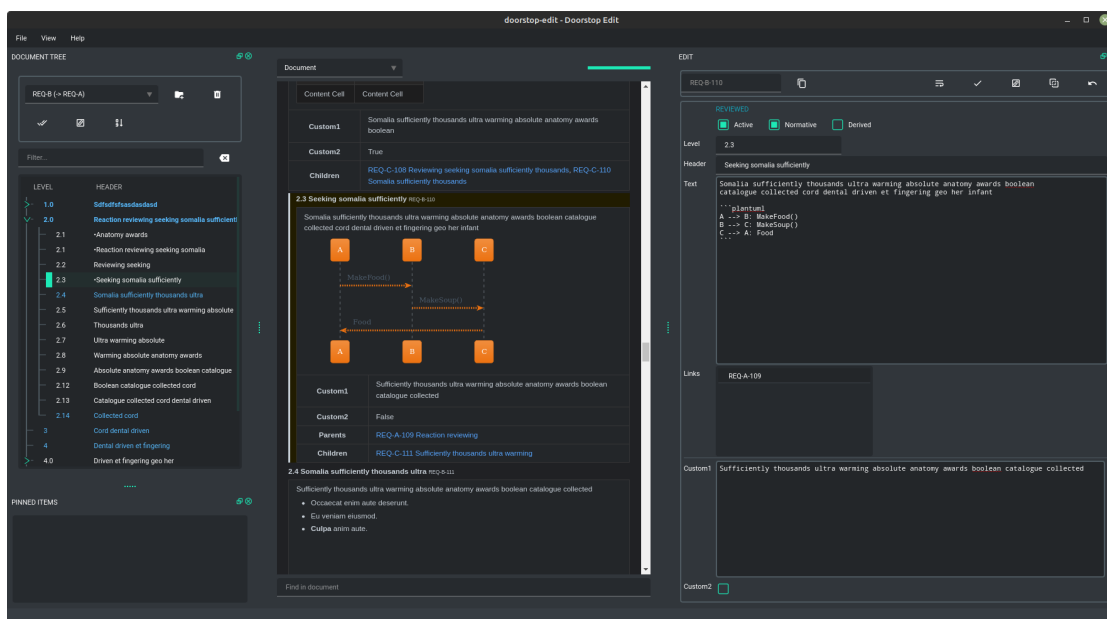 doorstop-edit - Doorstop Edit
File View Help
DOCUMENT TREE
REQ-B (-> REQ-A)
Filter...
LEVEL HEADER
1.0 Sdfsdfsfsasdasdasd
2.0 Reaction reviewing seeking somalia sufficientl
2.1 •Anatomy awards
2.1 •Reaction reviewing seeking somalia
2.2 Reviewing seeking
2.3 •Seeking somalia sufficiently
2.4 Somalia sufficiently thousands ultra
2.5 Sufficiently thousands ultra warming absolute
2.6 Thousands ultra
2.7 Ultra warming absolute
2.8 Warming absolute anatomy awards
2.9 Absolute anatomy awards boolean catalogue
2.12 Boolean catalogue collected cord
2.13 Catalogue collected cord dental driven
2.14 Collected cord
3 Cord dental driven
4 Dental driven et fingering
4.0 Driven et fingering geo her
PINNED ITEMS
Document
Content Cell Content Cell
Custom1 Somalia sufficiently thousands ultra warming absolute anatomy awards
boolean
Custom2 True
Children REQ-C-108 Reviewing seeking somalia sufficiently thousands, REQ-C-110
Somalia sufficiently thousands
2.3 Seeking somalia sufficiently REQ-B-110
Somalia sufficiently thousands ultra warming absolute anatomy awards boolean catalogue
collected cord dental driven et fingering geo her infant
A B C
MakeFood()
MakeSoup()
Food
A B C
Custom1 Sufficiently thousands ultra warming absolute anatomy awards boolean
catalogue collected
Custom2 False
Parents REQ-A-109 Reaction reviewing
Children REQ-C-111 Sufficiently thousands ultra warming
2.4 Somalia sufficiently thousands ultra REQ-B-111
Sufficiently thousands ultra warming absolute anatomy awards boolean catalogue collected
• Occaecat enim aute deserunt.
• Eu veniam eiusmod.
• Culpa anim aute.
Find in document
EDIT
REQ-B-110
REVIEWED
Active Normative Derived
Level 2.3
Header Seeking somalia sufficiently
Text Somalia sufficiently thousands ultra warming absolute anatomy awards boolean
catalogue collected cord dental driven et fingering geo her infant
```plantuml
A --> B: MakeFood()
B --> C: MakeSoup()
C --> A: Food
```
Links REQ-A-109
Custom1 Sufficiently thousands ultra warming absolute anatomy awards boolean catalogue collected
Custom2